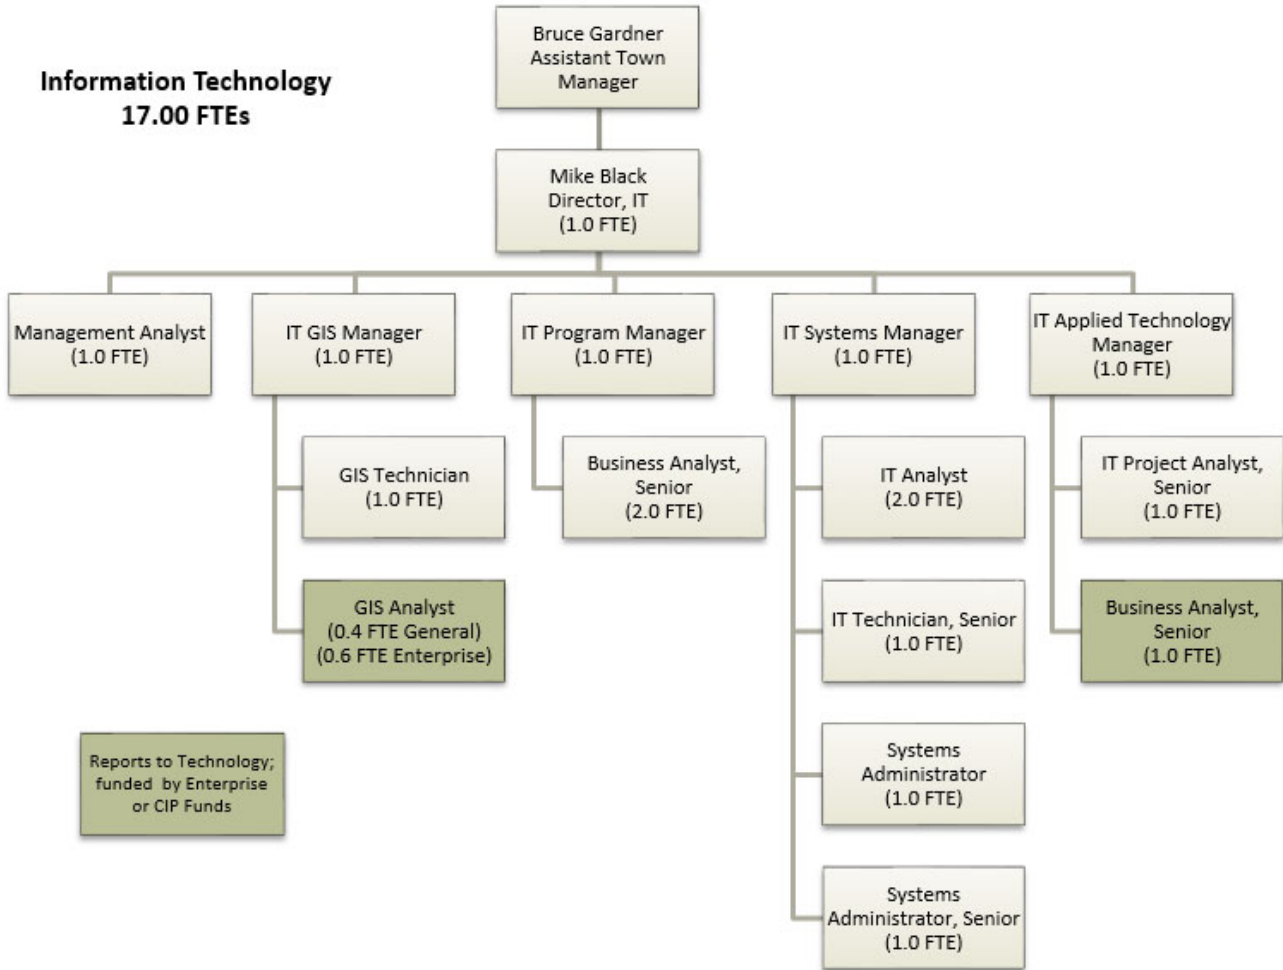 Information Technology
17.00 FTEs
Bruce Gardner
Assistant Town
Manager
Mike Black
Director, IT
(1.0 FTE)
Management Analyst
(1.0 FTE)
IT GIS Manager
(1.0 FTE)
IT Program Manager
(1.0 FTE)
IT Systems Manager
(1.0 FTE)
IT Applied Technology
Manager
(1.0 FTE)
GIS Technician
(1.0 FTE)
GIS Analyst
(0.4 FTE General)
(0.6 FTE Enterprise)
Business Analyst,
Senior
(2.0 FTE)
IT Analyst
(2.0 FTE)
IT Technician, Senior
(1.0 FTE)
Systems
Administrator
(1.0 FTE)
Systems
Administrator, Senior
(1.0 FTE)
IT Project Analyst,
Senior
(1.0 FTE)
Business Analyst,
Senior
(1.0 FTE)
Reports to Technology;
funded by Enterprise
or CIP Funds